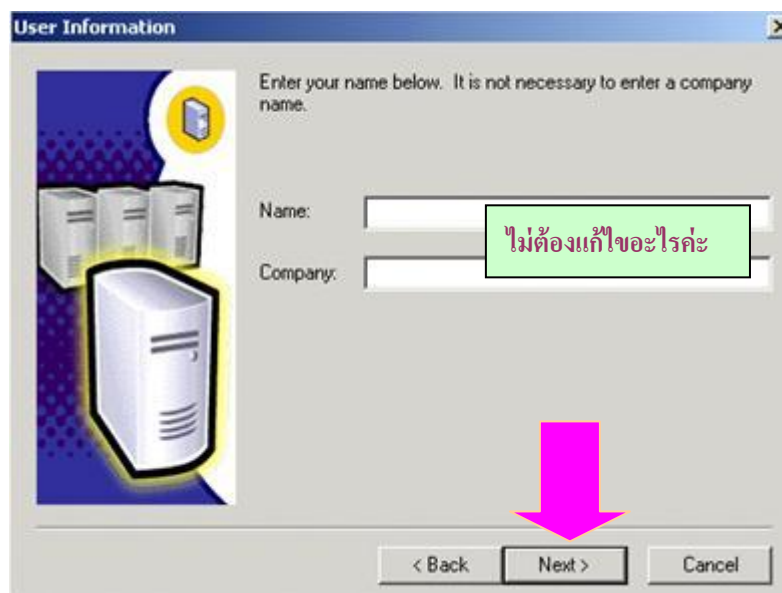 User Information
Enter your name below. It is not necessary to enter a company
name.
Name:
ไม่ต้องแก้ไขอะไรค่ะ
Company:
< Back
Next >
Cancel